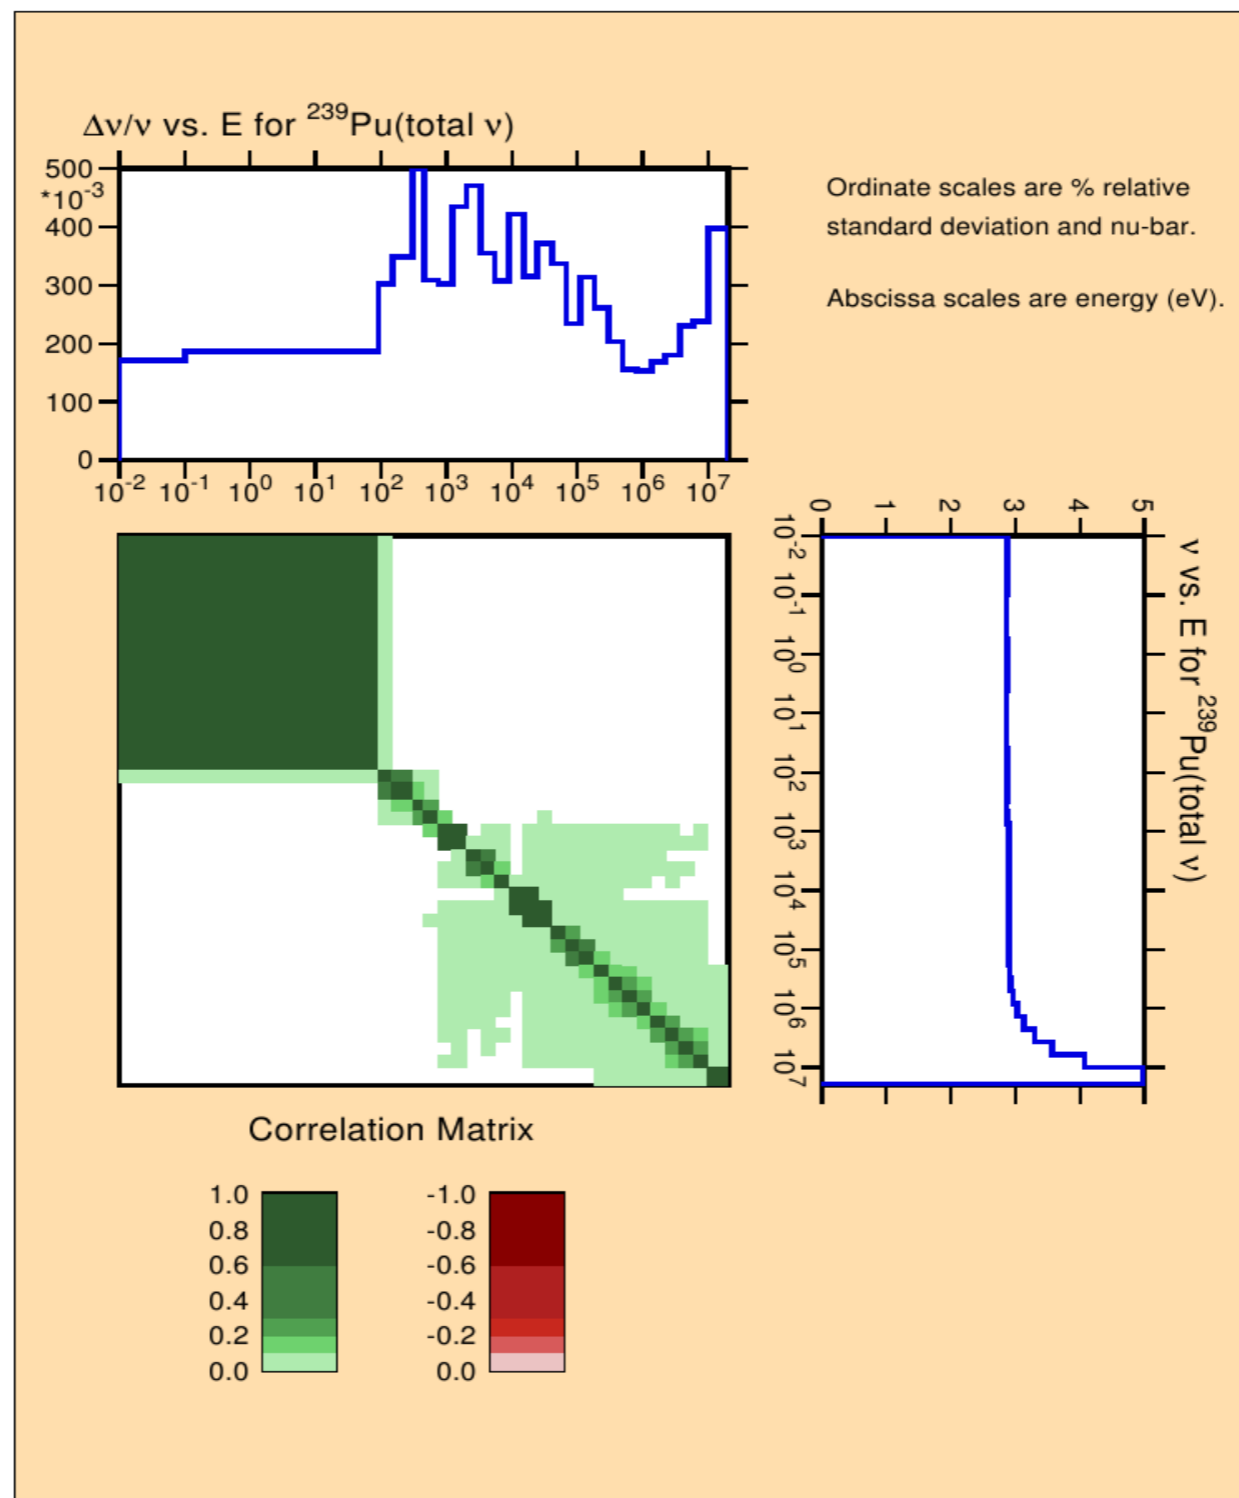 Δν/ν vs. E for ²³⁹Pu(total ν)
500
*10⁻³
400
300
200
100
0
10⁻² 10⁻¹ 10⁰ 10¹ 10² 10³ 10⁴ 10⁵ 10⁶ 10⁷
Ordinate scales are % relative
standard deviation and nu-bar.
Abscissa scales are energy (eV).
0 1 2 3 4 5
10⁻² 10⁻¹ 10⁰ 10¹ 10² 10³ 10⁴ 10⁵ 10⁶ 10⁷
ν vs. E for ²³⁹Pu(total ν)
Correlation Matrix
1.0
0.8
0.6
0.4
0.2
0.0
-1.0
-0.8
-0.6
-0.4
-0.2
0.0